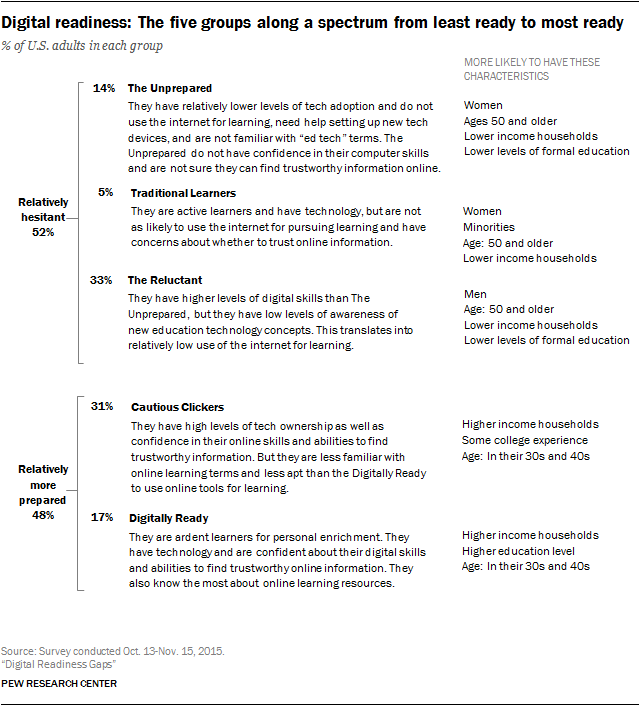 Digital readiness: The five groups along a spectrum from least ready to most ready
% of U.S. adults in each group
MORE LIKELY TO HAVE THESE
CHARACTERISTICS
Relatively
hesitant
52%
14% The Unprepared
They have relatively lower levels of tech adoption and do not
use the internet for learning, need help setting up new tech
devices, and are not familiar with “ed tech” terms. The
Unprepared do not have confidence in their computer skills
and are not sure they can find trustworthy information online.
Women
Ages 50 and older
Lower income households
Lower levels of formal education
5% Traditional Learners
They are active learners and have technology, but are not
as likely to use the internet for pursuing learning and have
concerns about whether to trust online information.
Women
Minorities
Age: 50 and older
Lower income households
33% The Reluctant
They have higher levels of digital skills than The
Unprepared, but they have low levels of awareness of
new education technology concepts. This translates into
relatively low use of the internet for learning.
Men
Age: 50 and older
Lower income households
Lower levels of formal education
Relatively
more
prepared
48%
31% Cautious Clickers
They have high levels of tech ownership as well as
confidence in their online skills and abilities to find
trustworthy information. But they are less familiar with
online learning terms and less apt than the Digitally Ready
to use online tools for learning.
Higher income households
Some college experience
Age: In their 30s and 40s
17% Digitally Ready
They are ardent learners for personal enrichment. They
have technology and are confident about their digital skills
and abilities to find trustworthy online information. They
also know the most about online learning resources.
Higher income households
Higher education level
Age: In their 30s and 40s
Source: Survey conducted Oct. 13-Nov. 15, 2015.
“Digital Readiness Gaps”
PEW RESEARCH CENTER